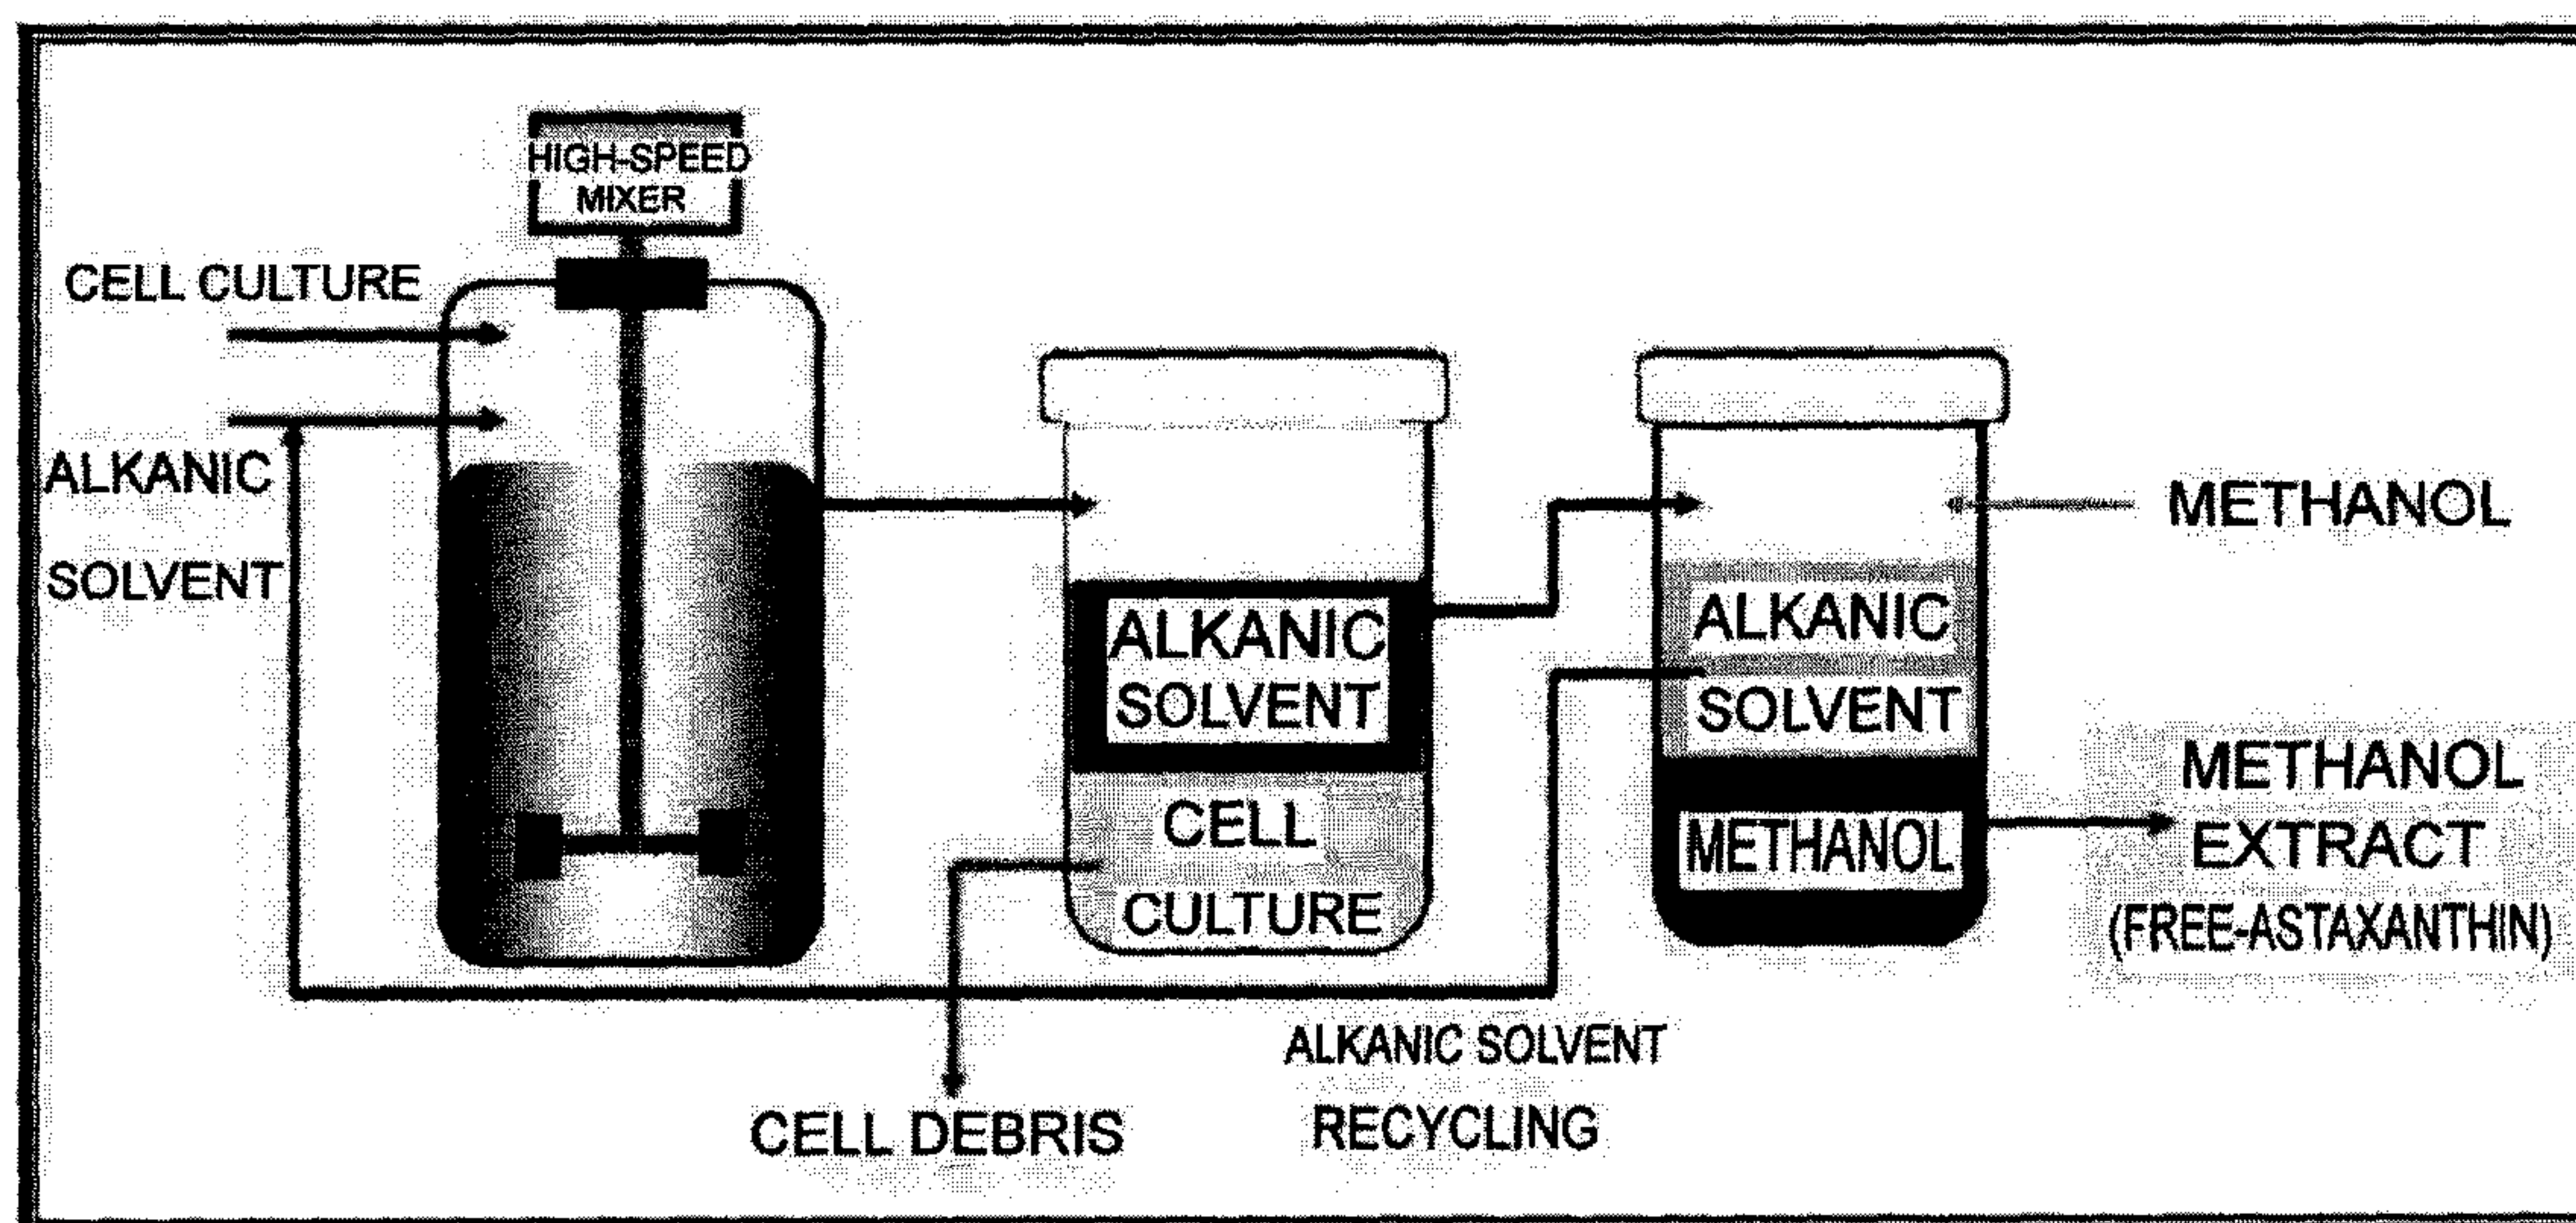 HIGH-SPEED
MIXER
CELL CULTURE
ALKANIC
SOLVENT
ALKANIC
SOLVENT
CELL
CULTURE
ALKANIC
SOLVENT
METHANOL
METHANOL
METHANOL
EXTRACT
(FREE-ASTAXANTHIN)
ALKANIC SOLVENT
RECYCLING
CELL DEBRIS